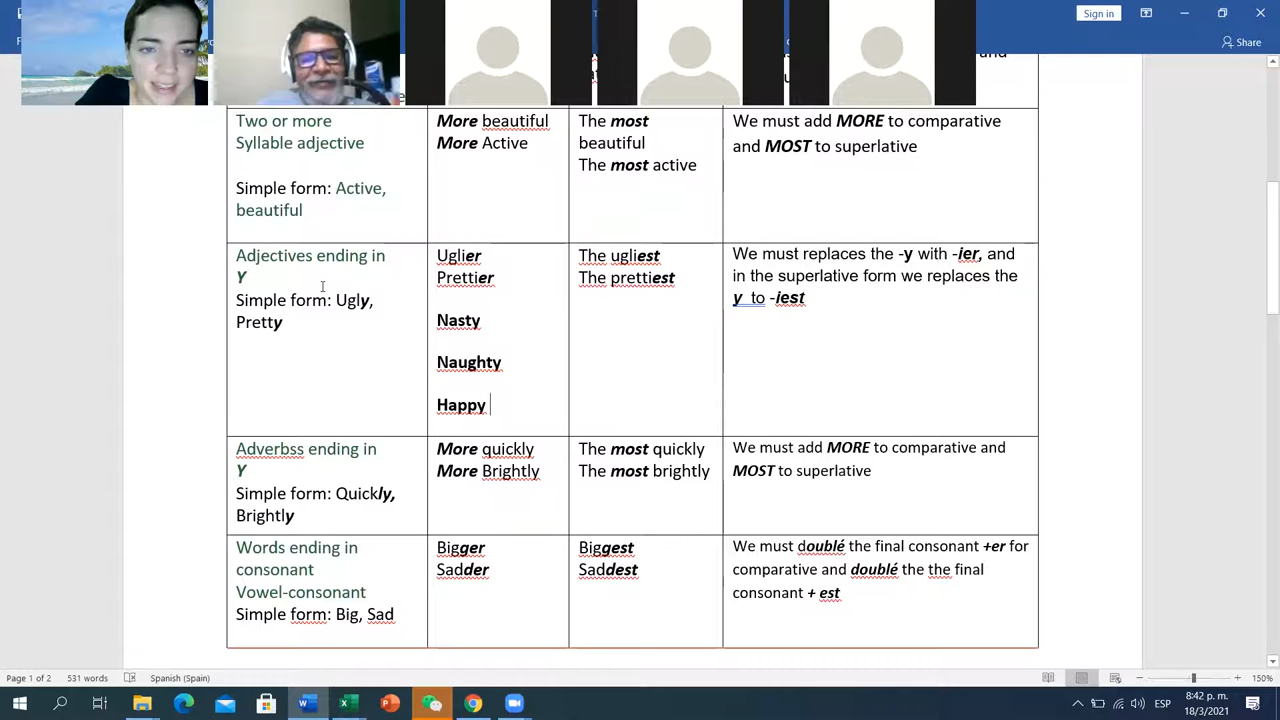 Sign in
Share
Two or more
Syllable adjective
Simple form: Active,
beautiful
More beautiful
More Active
The most
beautiful
The most active
We must add MORE to comparative
and MOST to superlative
Adjectives ending in
Y
Simple form: Ugly,
Pretty
Uglier
Prettier
Nasty
Naughty
Happy
The ugliest
The prettiest
We must replaces the -y with -ier, and
in the superlative form we replaces the
y to -iest
Adverbss ending in
Y
Simple form: Quickly,
Brightly
More quickly
More Brightly
The most quickly
The most brightly
We must add MORE to comparative and
MOST to superlative
Words ending in
consonant
Vowel-consonant
Simple form: Big, Sad
Bigger
Sadder
Biggest
Saddest
We must doublé the final consonant +er for
comparative and doublé the the final
consonant + est
Page 1 of 2 531 words Spanish (Spain) 150%
ESP 8:42 p. m.
18/3/2021